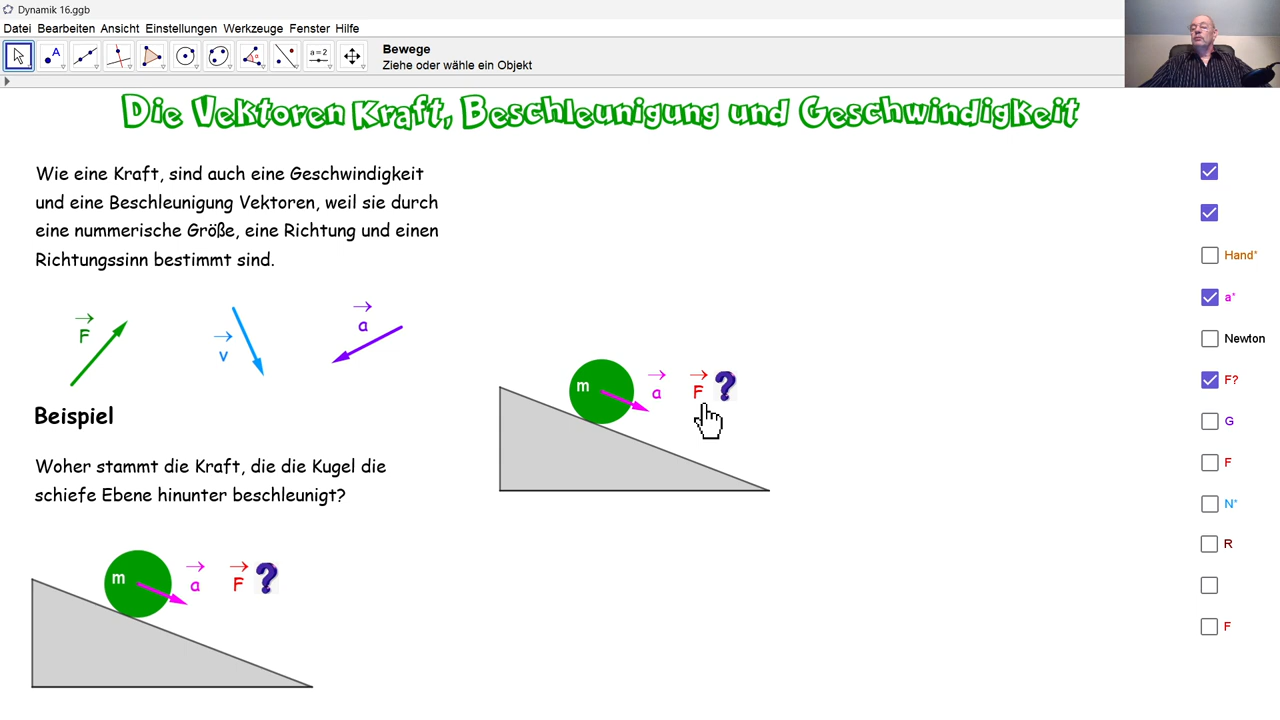 Dynamik 16.ggb
Datei Bearbeiten Ansicht Einstellungen Werkzeuge Fenster Hilfe
A
a=2
Bewege
Ziehe oder wähle ein Objekt
Die Vektoren Kraft, Beschleunigung und Geschwindigkeit
Wie eine Kraft, sind auch eine Geschwindigkeit
und eine Beschleunigung Vektoren, weil sie durch
eine nummerische Größe, eine Richtung und einen
Richtungssinn bestimmt sind.
F
v
a
Beispiel
Woher stammt die Kraft, die die Kugel die
schiefe Ebene hinunter beschleunigt?
m a F ?
m a F ?
Hand*
a*
Newton
F?
G
F
N*
R
F